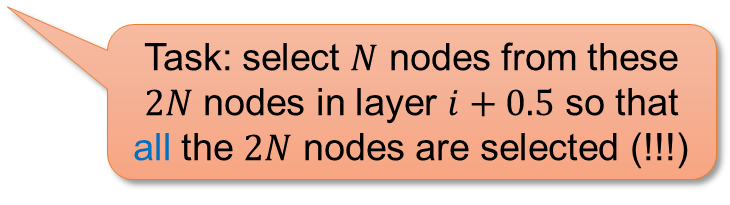 Task: select 𝑁 nodes from these
2𝑁 nodes in layer 𝑖 + 0.5 so that
all the 2𝑁 nodes are selected (!!!)